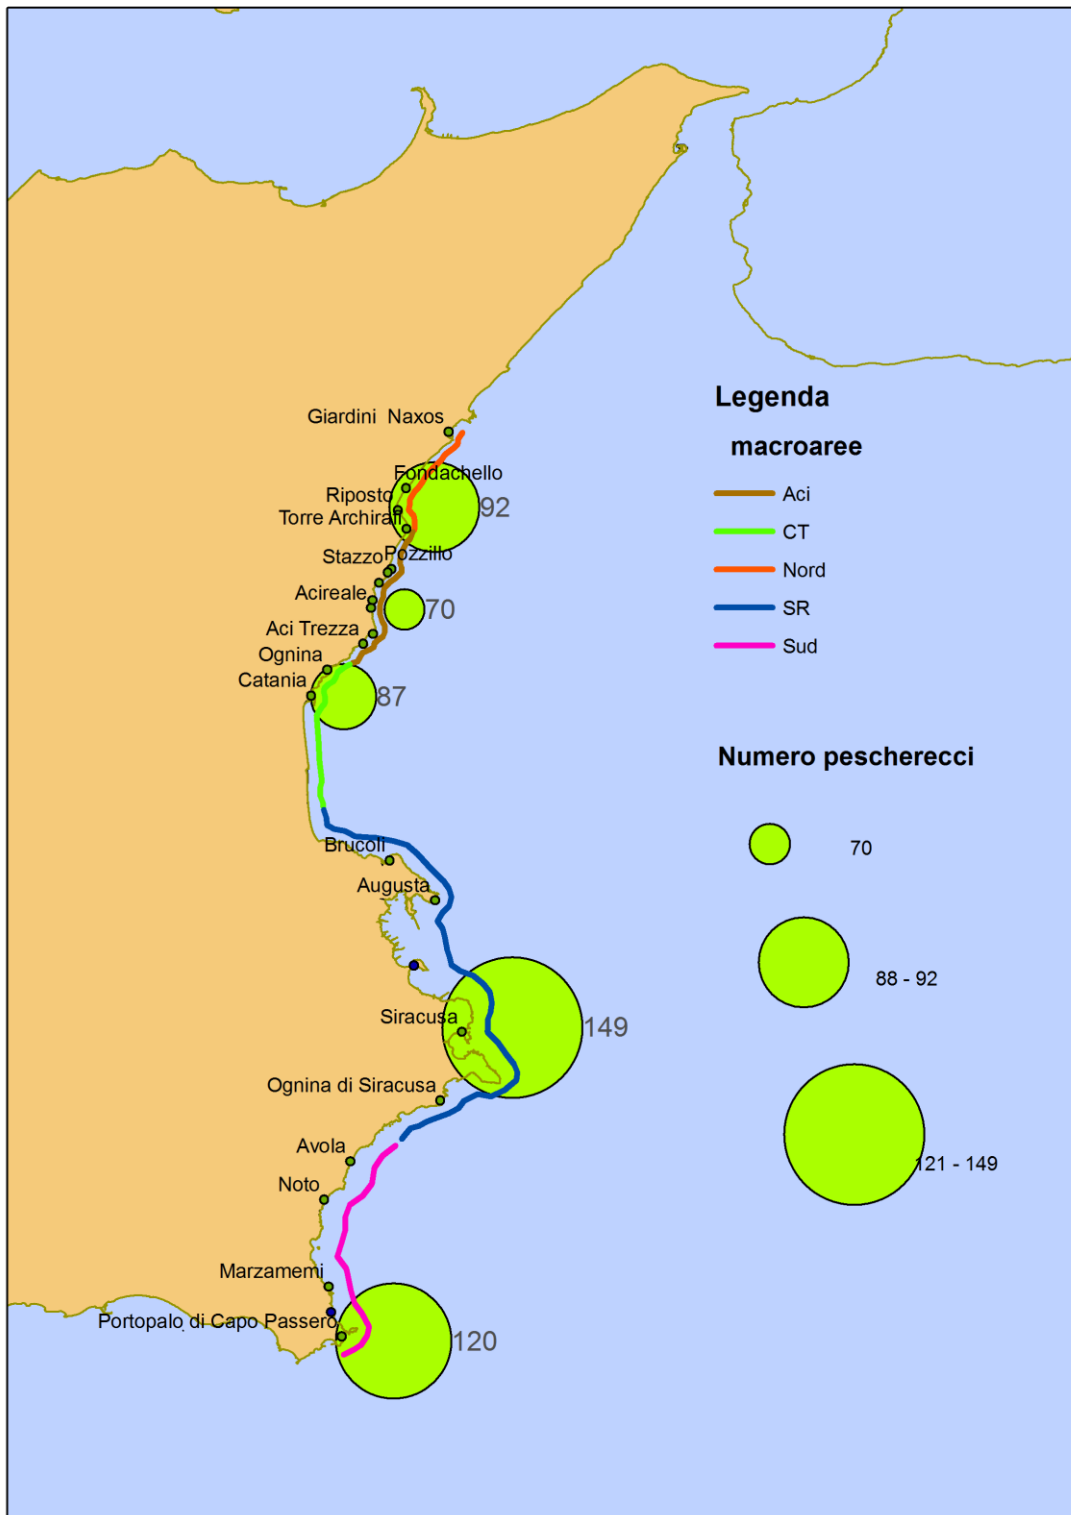 Giardini Naxos
Fondachello
Riposto
92
Torre Archirafi
Stazzo
Pozzillo
Acireale
70
Aci Trezza
Ognina
Catania
87
Brucoli
Augusta
Siracusa
149
Ognina di Siracusa
Avola
Noto
Marzamemi
Portopalo di Capo Passero
120
Legenda
macroaree
Aci
CT
Nord
SR
Sud
Numero pescherecci
70
88 - 92
121 - 149